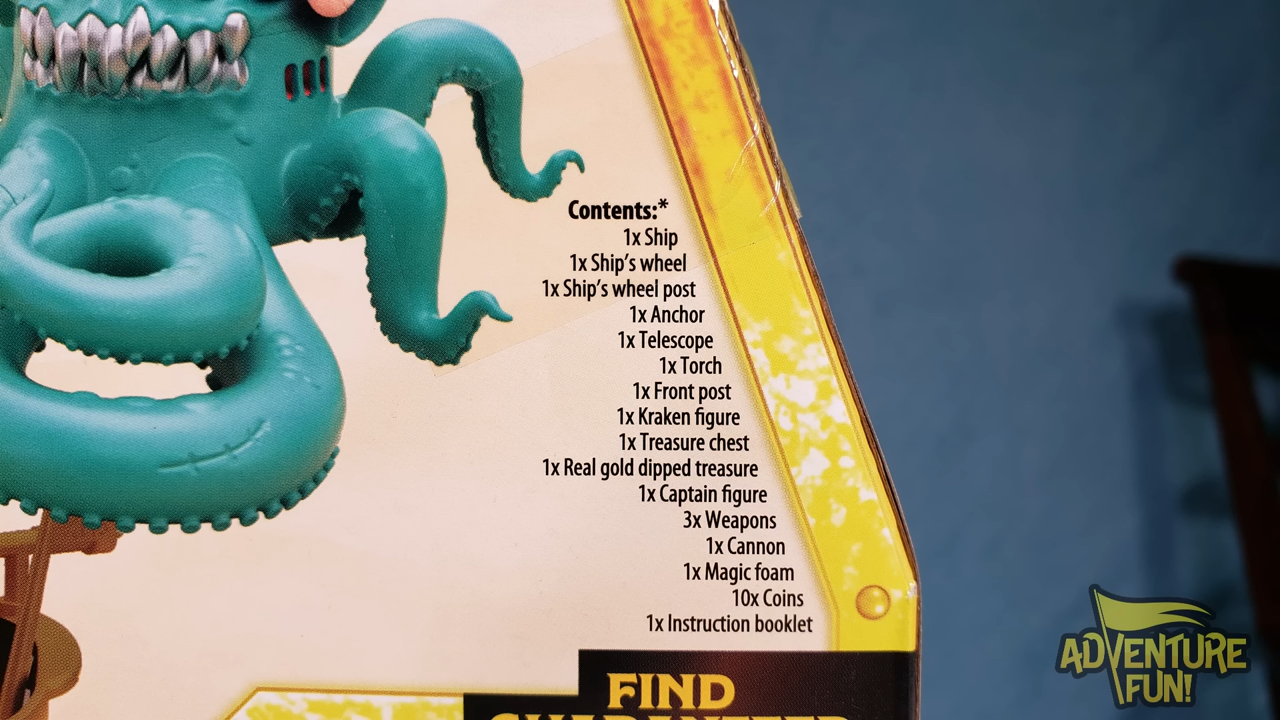 Contents:*
1x Ship
1x Ship's wheel
1x Ship's wheel post
1x Anchor
1x Telescope
1x Torch
1x Front post
1x Kraken figure
1x Treasure chest
1x Real gold dipped treasure
1x Captain figure
3x Weapons
1x Cannon
1x Magic foam
10x Coins
1x Instruction booklet
FIND
GUARANTEED
ADVENTURE
FUN!